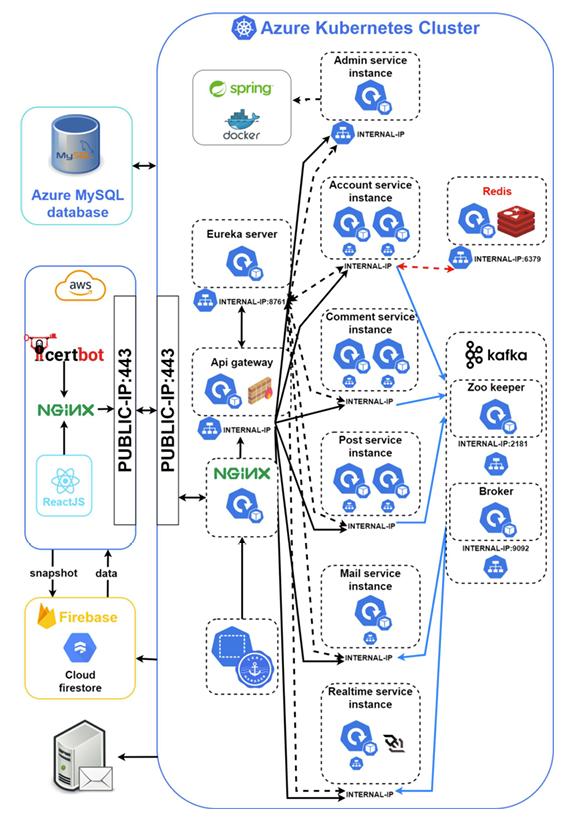 Azure Kubernetes Cluster
Admin service
instance
spring
docker
INTERNAL-IP
MySQL
Azure MySQL
database
Account service
instance
INTERNAL-IP
Redis
INTERNAL-IP:6379
Eureka server
INTERNAL-IP:8761
aws
certbot
NGINX
ReactJS
PUBLIC-IP:443
PUBLIC-IP:443
Api gateway
INTERNAL-IP
Comment service
instance
INTERNAL-IP
kafka
Zoo keeper
INTERNAL-IP:2181
Broker
INTERNAL-IP:9092
NGINX
Post service
instance
INTERNAL-IP
snapshot
data
Firebase
Cloud
firestore
Mail service
instance
INTERNAL-IP
Realtime service
instance
INTERNAL-IP